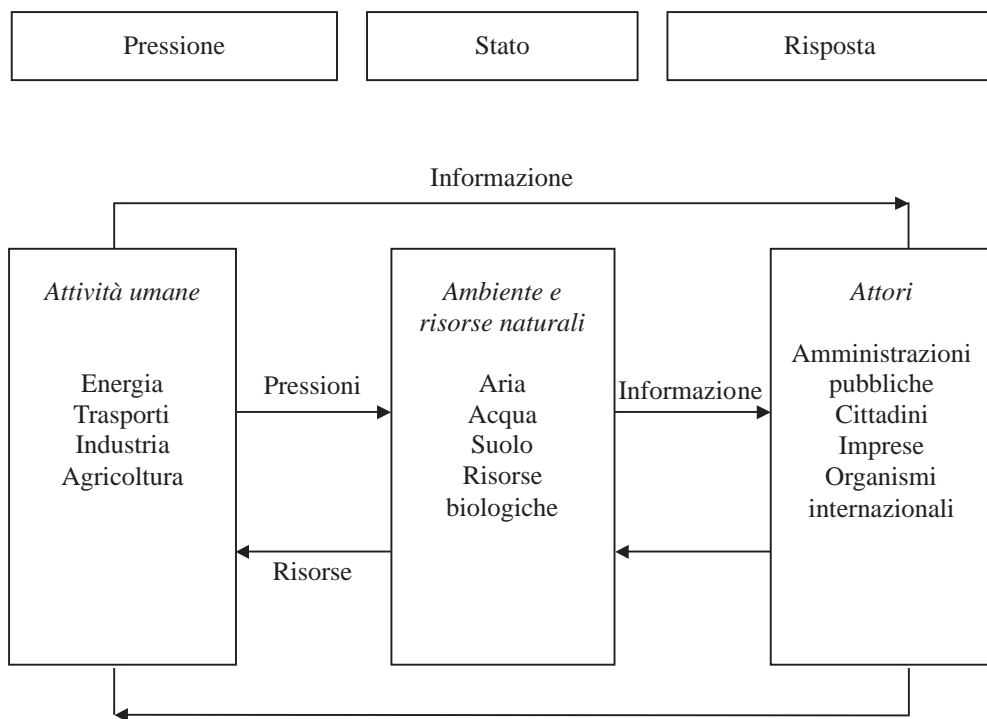 Pressione
Stato
Risposta
Informazione
Attività umane
Energia
Trasporti
Industria
Agricoltura
Pressioni
Risorse
Ambiente e
risorse naturali
Aria
Acqua
Suolo
Risorse
biologiche
Informazione
Attori
Amministrazioni
pubbliche
Cittadini
Imprese
Organismi
internazionali